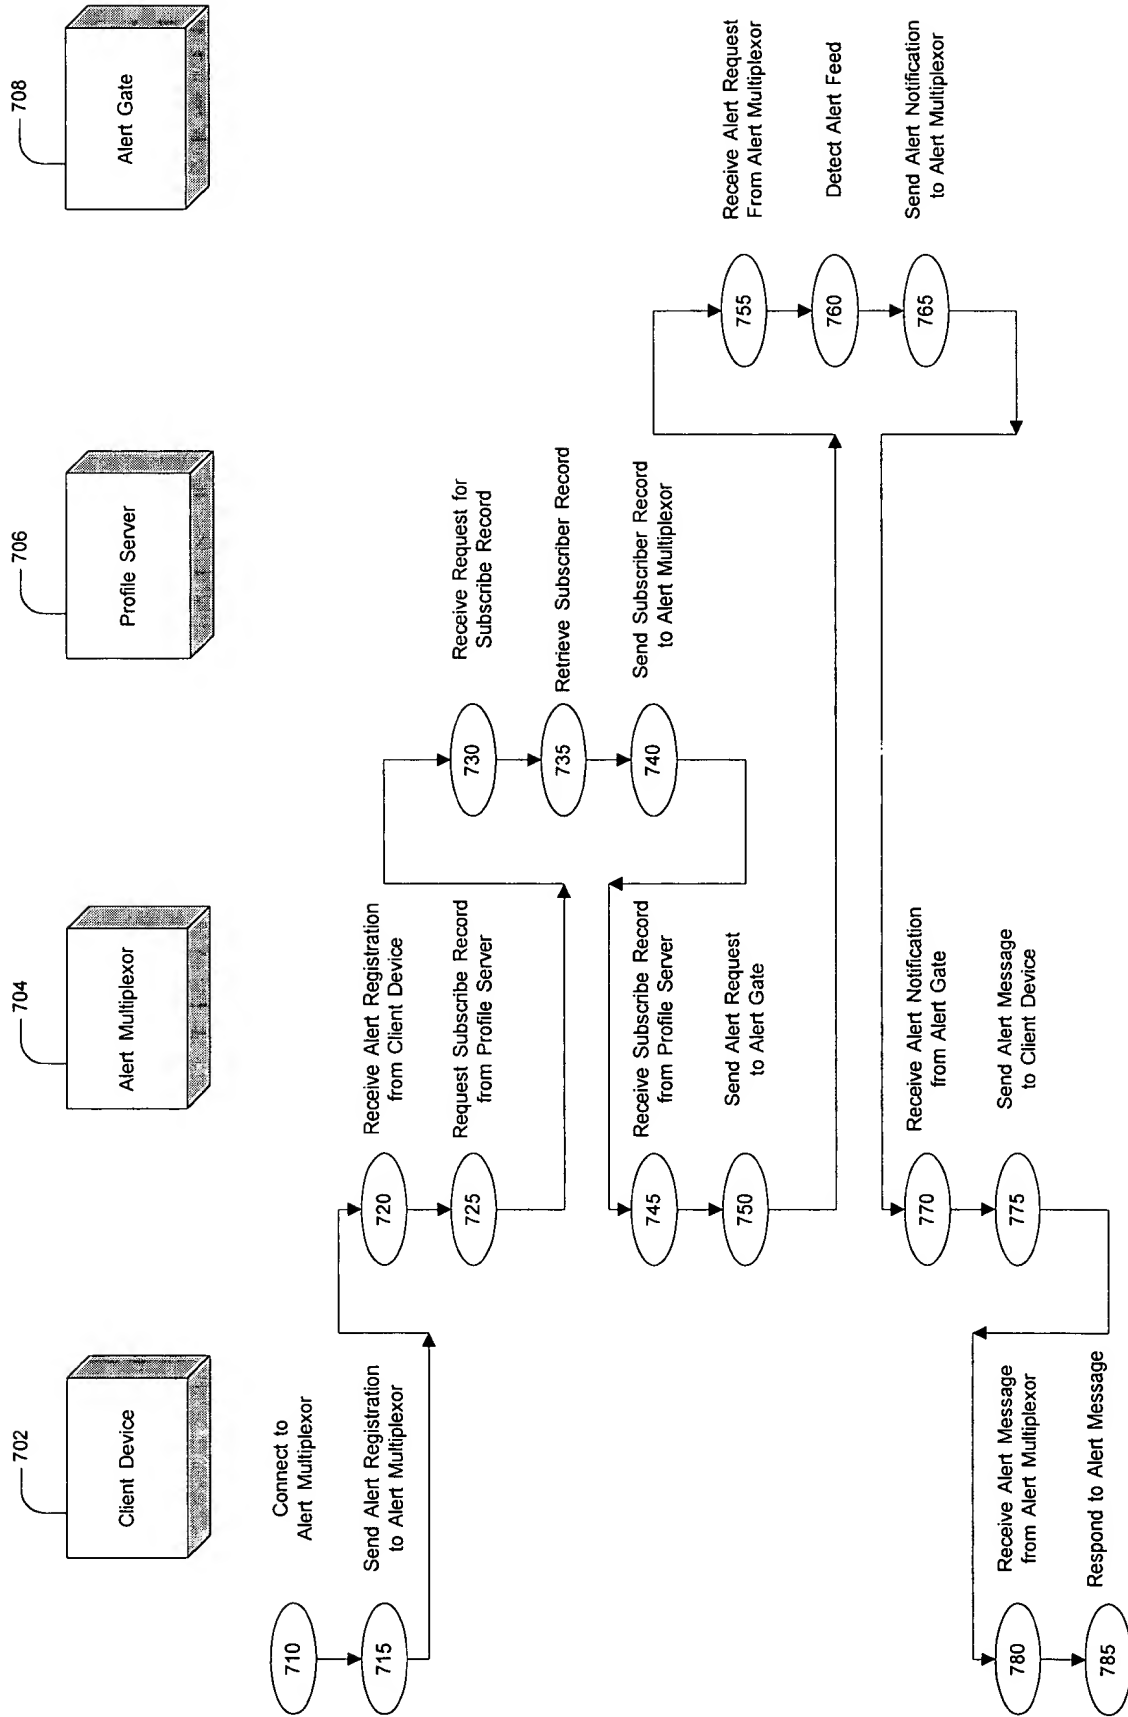 702
704
706
708
Client Device
Alert Multiplexor
Profile Server
Alert Gate
710
Connect to
Alert Multiplexor
715
Send Alert Registration
to Alert Multiplexor
720
Receive Alert Registration
from Client Device
725
Request Subscribe Record
from Profile Server
730
Receive Request for
Subscribe Record
735
Retrieve Subscriber Record
740
Send Subscriber Record
to Alert Multiplexor
745
Receive Subscribe Record
from Profile Server
750
Send Alert Request
to Alert Gate
755
Receive Alert Request
From Alert Multiplexor
760
Detect Alert Feed
765
Send Alert Notification
to Alert Multiplexor
770
Receive Alert Notification
from Alert Gate
775
Send Alert Message
to Client Device
780
Receive Alert Message
from Alert Multiplexor
785
Respond to Alert Message